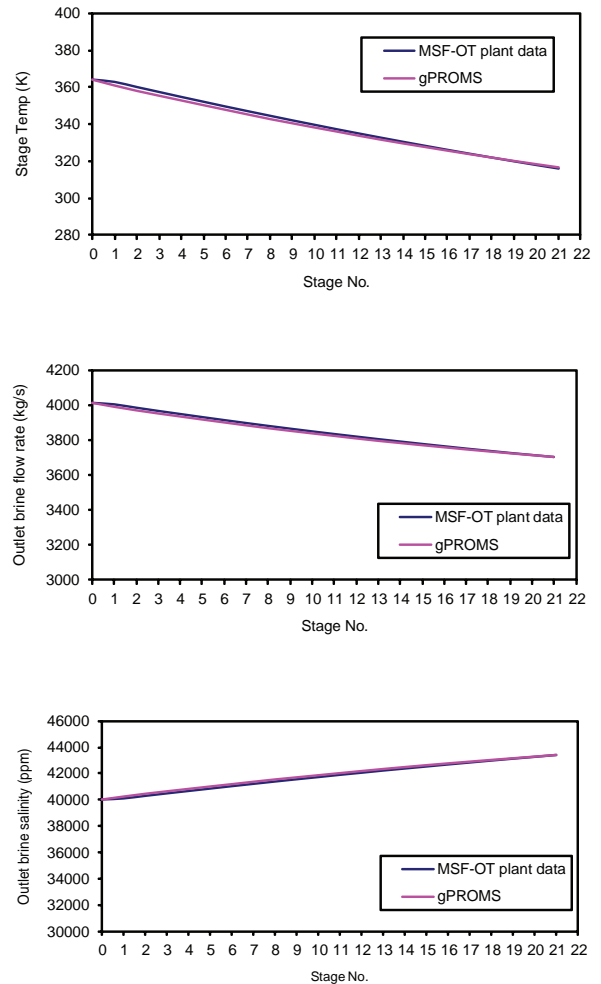 400
380
360
340
320
300
280
Stage Temp (K)
MSF-OT plant data
gPROMS
0 1 2 3 4 5 6 7 8 9 10 11 12 13 14 15 16 17 18 19 20 21 22
Stage No.
4200
4000
3800
3600
3400
3200
3000
Outlet brine flow rate (kg/s)
MSF-OT plant data
gPROMS
0 1 2 3 4 5 6 7 8 9 10 11 12 13 14 15 16 17 18 19 20 21 22
Stage No.
46000
44000
42000
40000
38000
36000
34000
32000
30000
Outlet brine salinity (ppm)
MSF-OT plant data
gPROMS
0 1 2 3 4 5 6 7 8 9 10 11 12 13 14 15 16 17 18 19 20 21 22
Stage No.